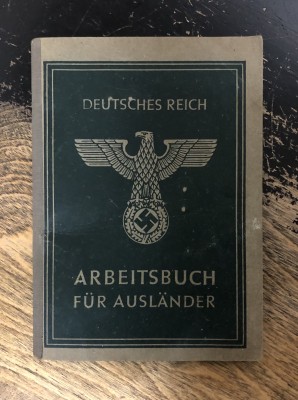 DEUTSCHES REICH
ARBEITSBUCH
FÜR AUSLÄNDER